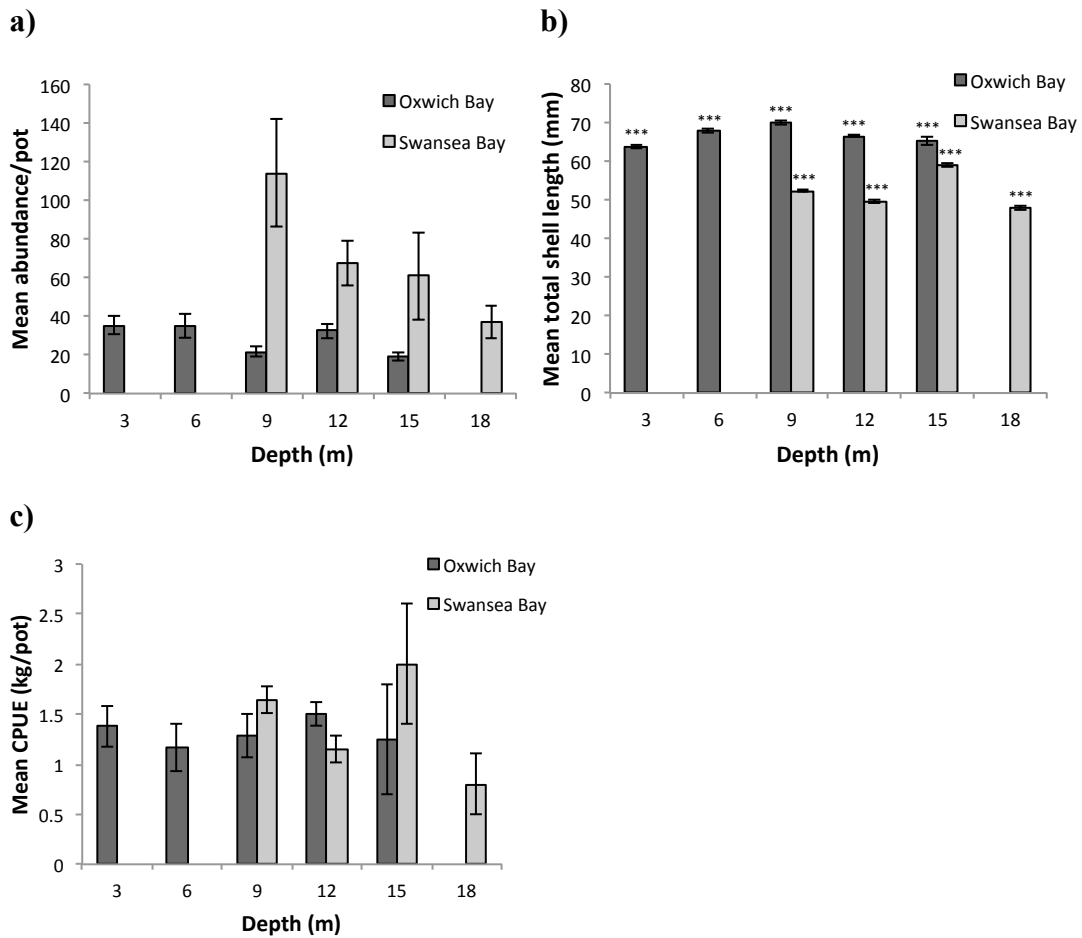 a)
Mean abundance/pot
160
140
120
100
80
60
40
20
0
3 6 9 12 15 18
Depth (m)
Oxwich Bay
Swansea Bay
b)
Mean total shell length (mm)
80
70
60
50
40
30
20
10
0
3 6 9 12 15 18
Depth (m)
Oxwich Bay
Swansea Bay
***
***
***
***
***
***
***
***
***
c)
Mean CPUE (kg/pot)
3
2.5
2
1.5
1
0.5
0
3 6 9 12 15 18
Depth (m)
Oxwich Bay
Swansea Bay